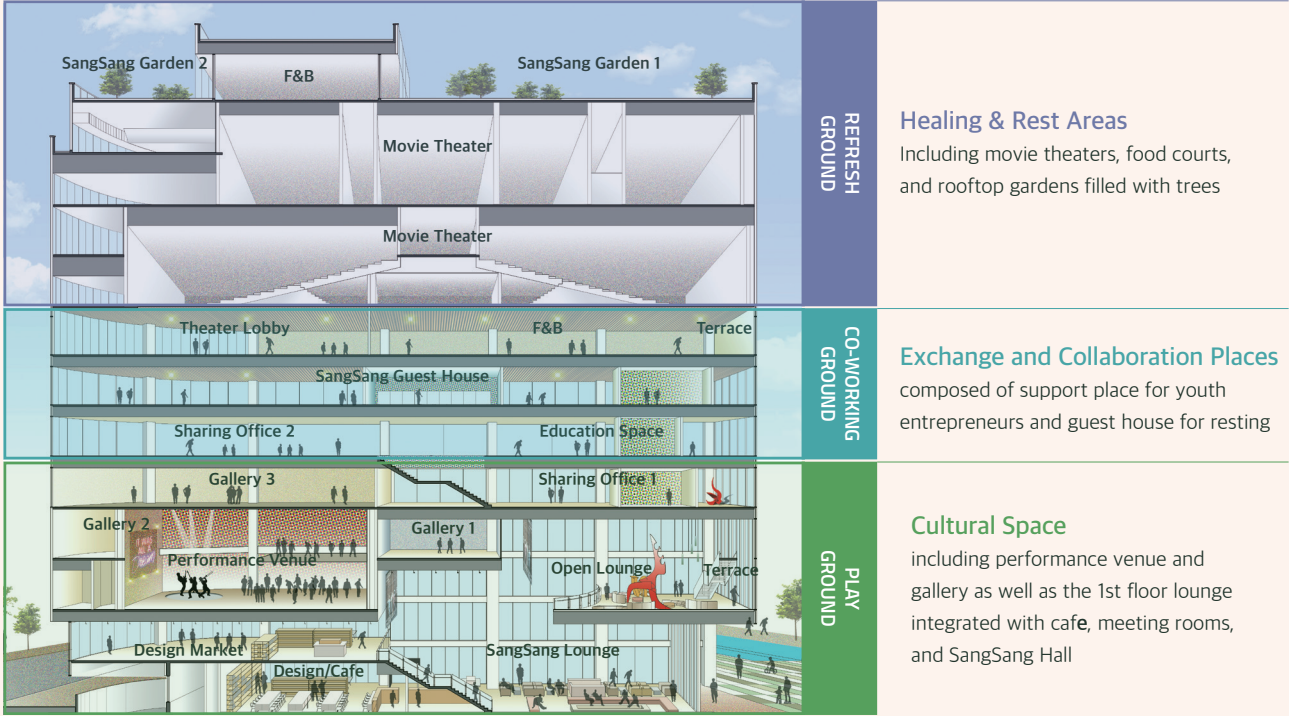 SangSang Garden 2
F&B
SangSang Garden 1
Movie Theater
Movie Theater
REFRESH
GROUND
Healing & Rest Areas
Including movie theaters, food courts,
and rooftop gardens filled with trees
Theater Lobby
F&B
Terrace
SangSang Guest House
Sharing Office 2
Education Space
CO-WORKING
GROUND
Exchange and Collaboration Places
composed of support place for youth
entrepreneurs and guest house for resting
Gallery 3
Sharing Office 1
Gallery 2
Gallery 1
Performance Venue
Open Lounge
Terrace
Design Market
SangSang Lounge
Design/Cafe
PLAY
GROUND
Cultural Space
including performance venue and
gallery as well as the 1st floor lounge
integrated with cafe, meeting rooms,
and SangSang Hall